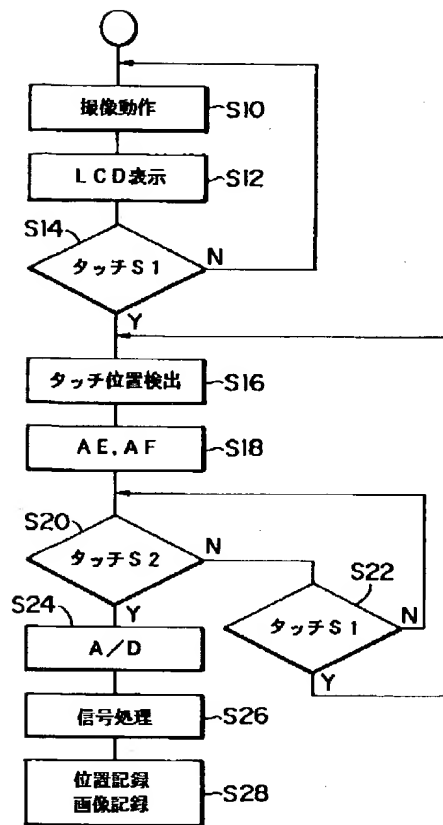 撮像動作
S10
LCD表示
S12
S14
タッチS1
N
Y
タッチ位置検出
S16
AE,AF
S18
S20
タッチS2
N
S22
Y
タッチS1
N
Y
S24
A/D
信号処理
S26
位置記録
画像記録
S28